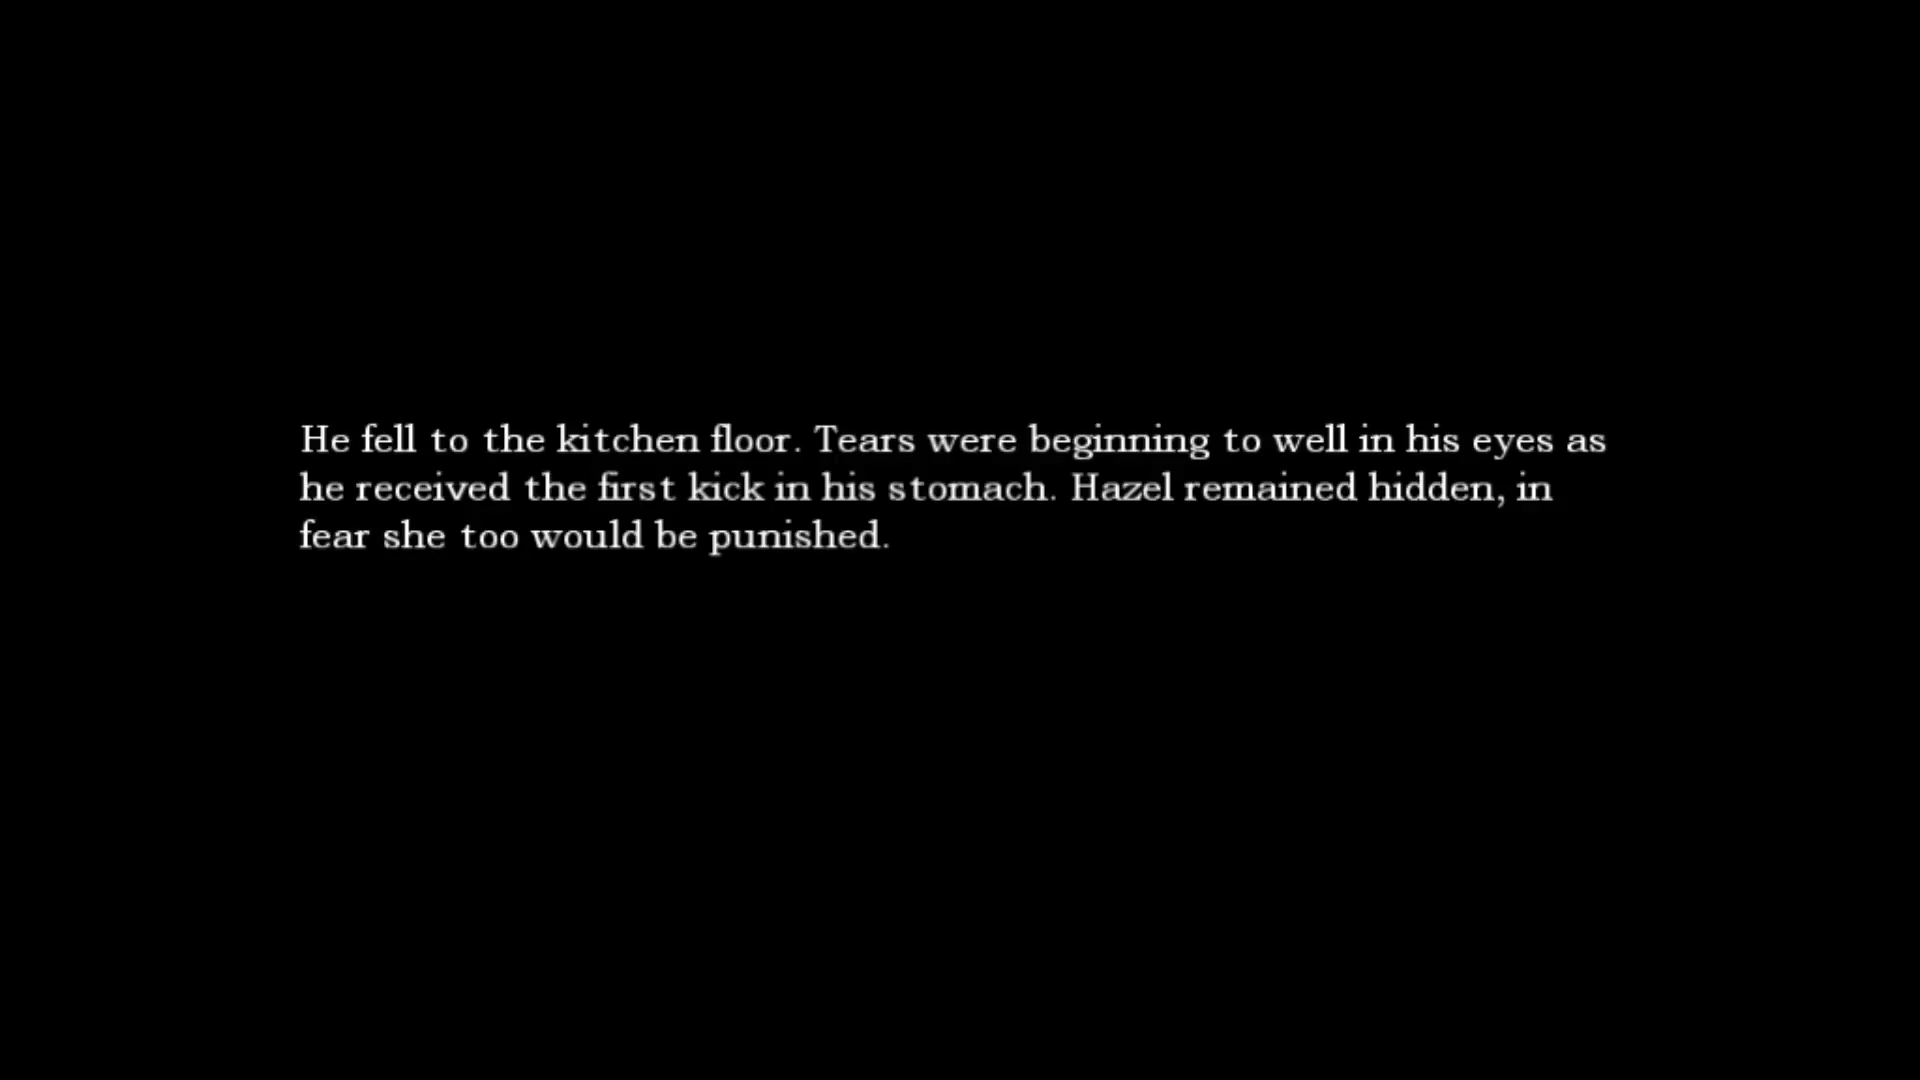 He fell to the kitchen floor. Tears were beginning to well in his eyes as
he received the first kick in his stomach. Hazel remained hidden, in
fear she too would be punished.